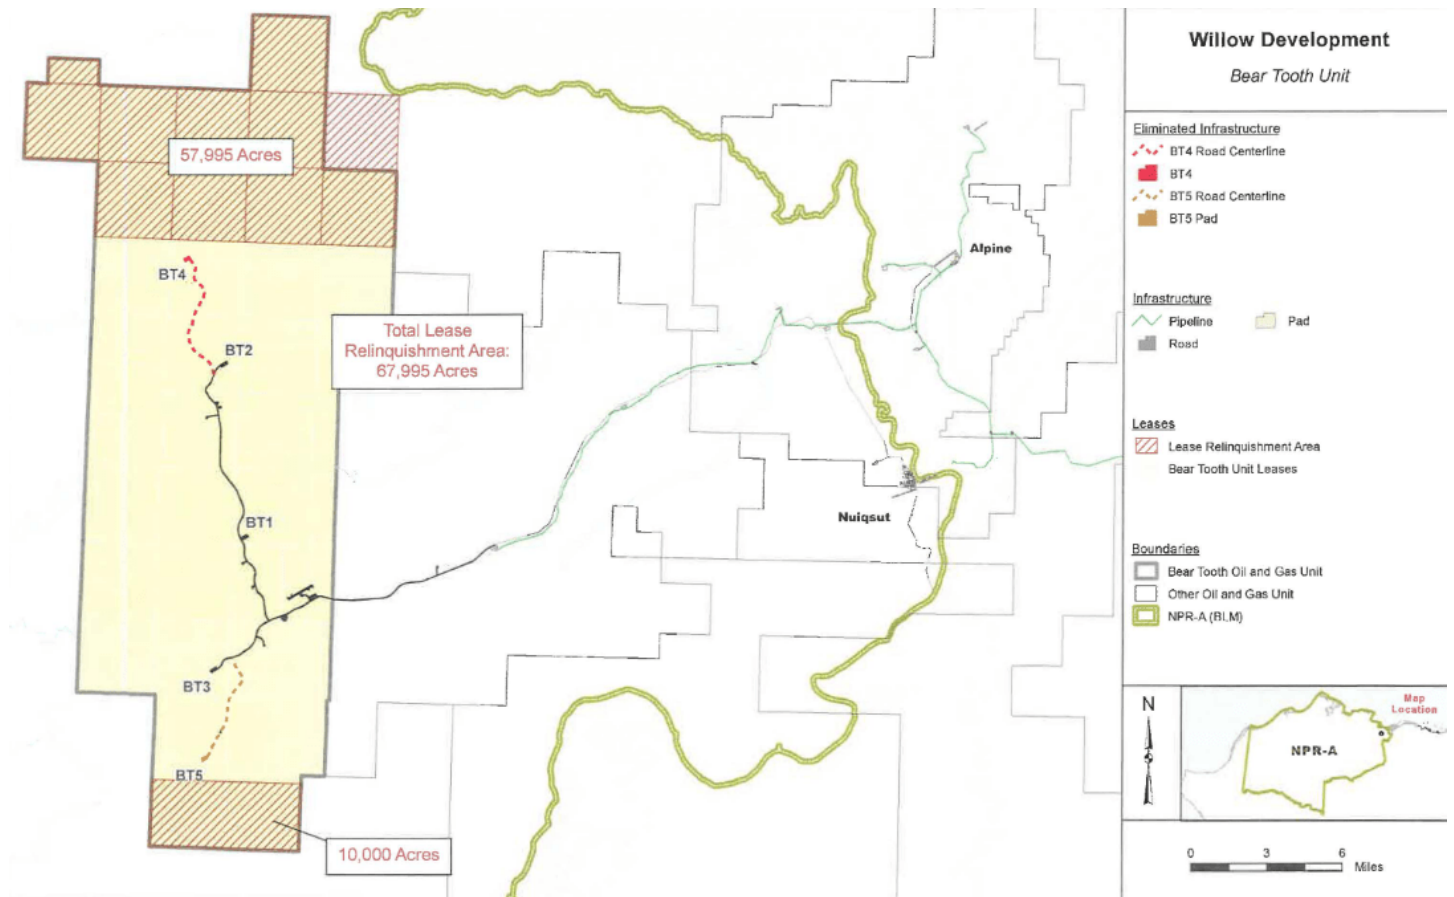 57,995 Acres
BT4
BT2
Total Lease
Relinquishment Area:
67,995 Acres
BT1
BT3
BT5
10,000 Acres
Alpine
Nuiqsut
Willow Development
Bear Tooth Unit
Eliminated Infrastructure
BT4 Road Centerline
BT4
BT5 Road Centerline
BT5 Pad
Infrastructure
Pipeline
Pad
Road
Leases
Lease Relinquishment Area
Bear Tooth Unit Leases
Boundaries
Bear Tooth Oil and Gas Unit
Other Oil and Gas Unit
NPR-A (BLM)
N
Map
Location
NPR-A
0 3 6
Miles